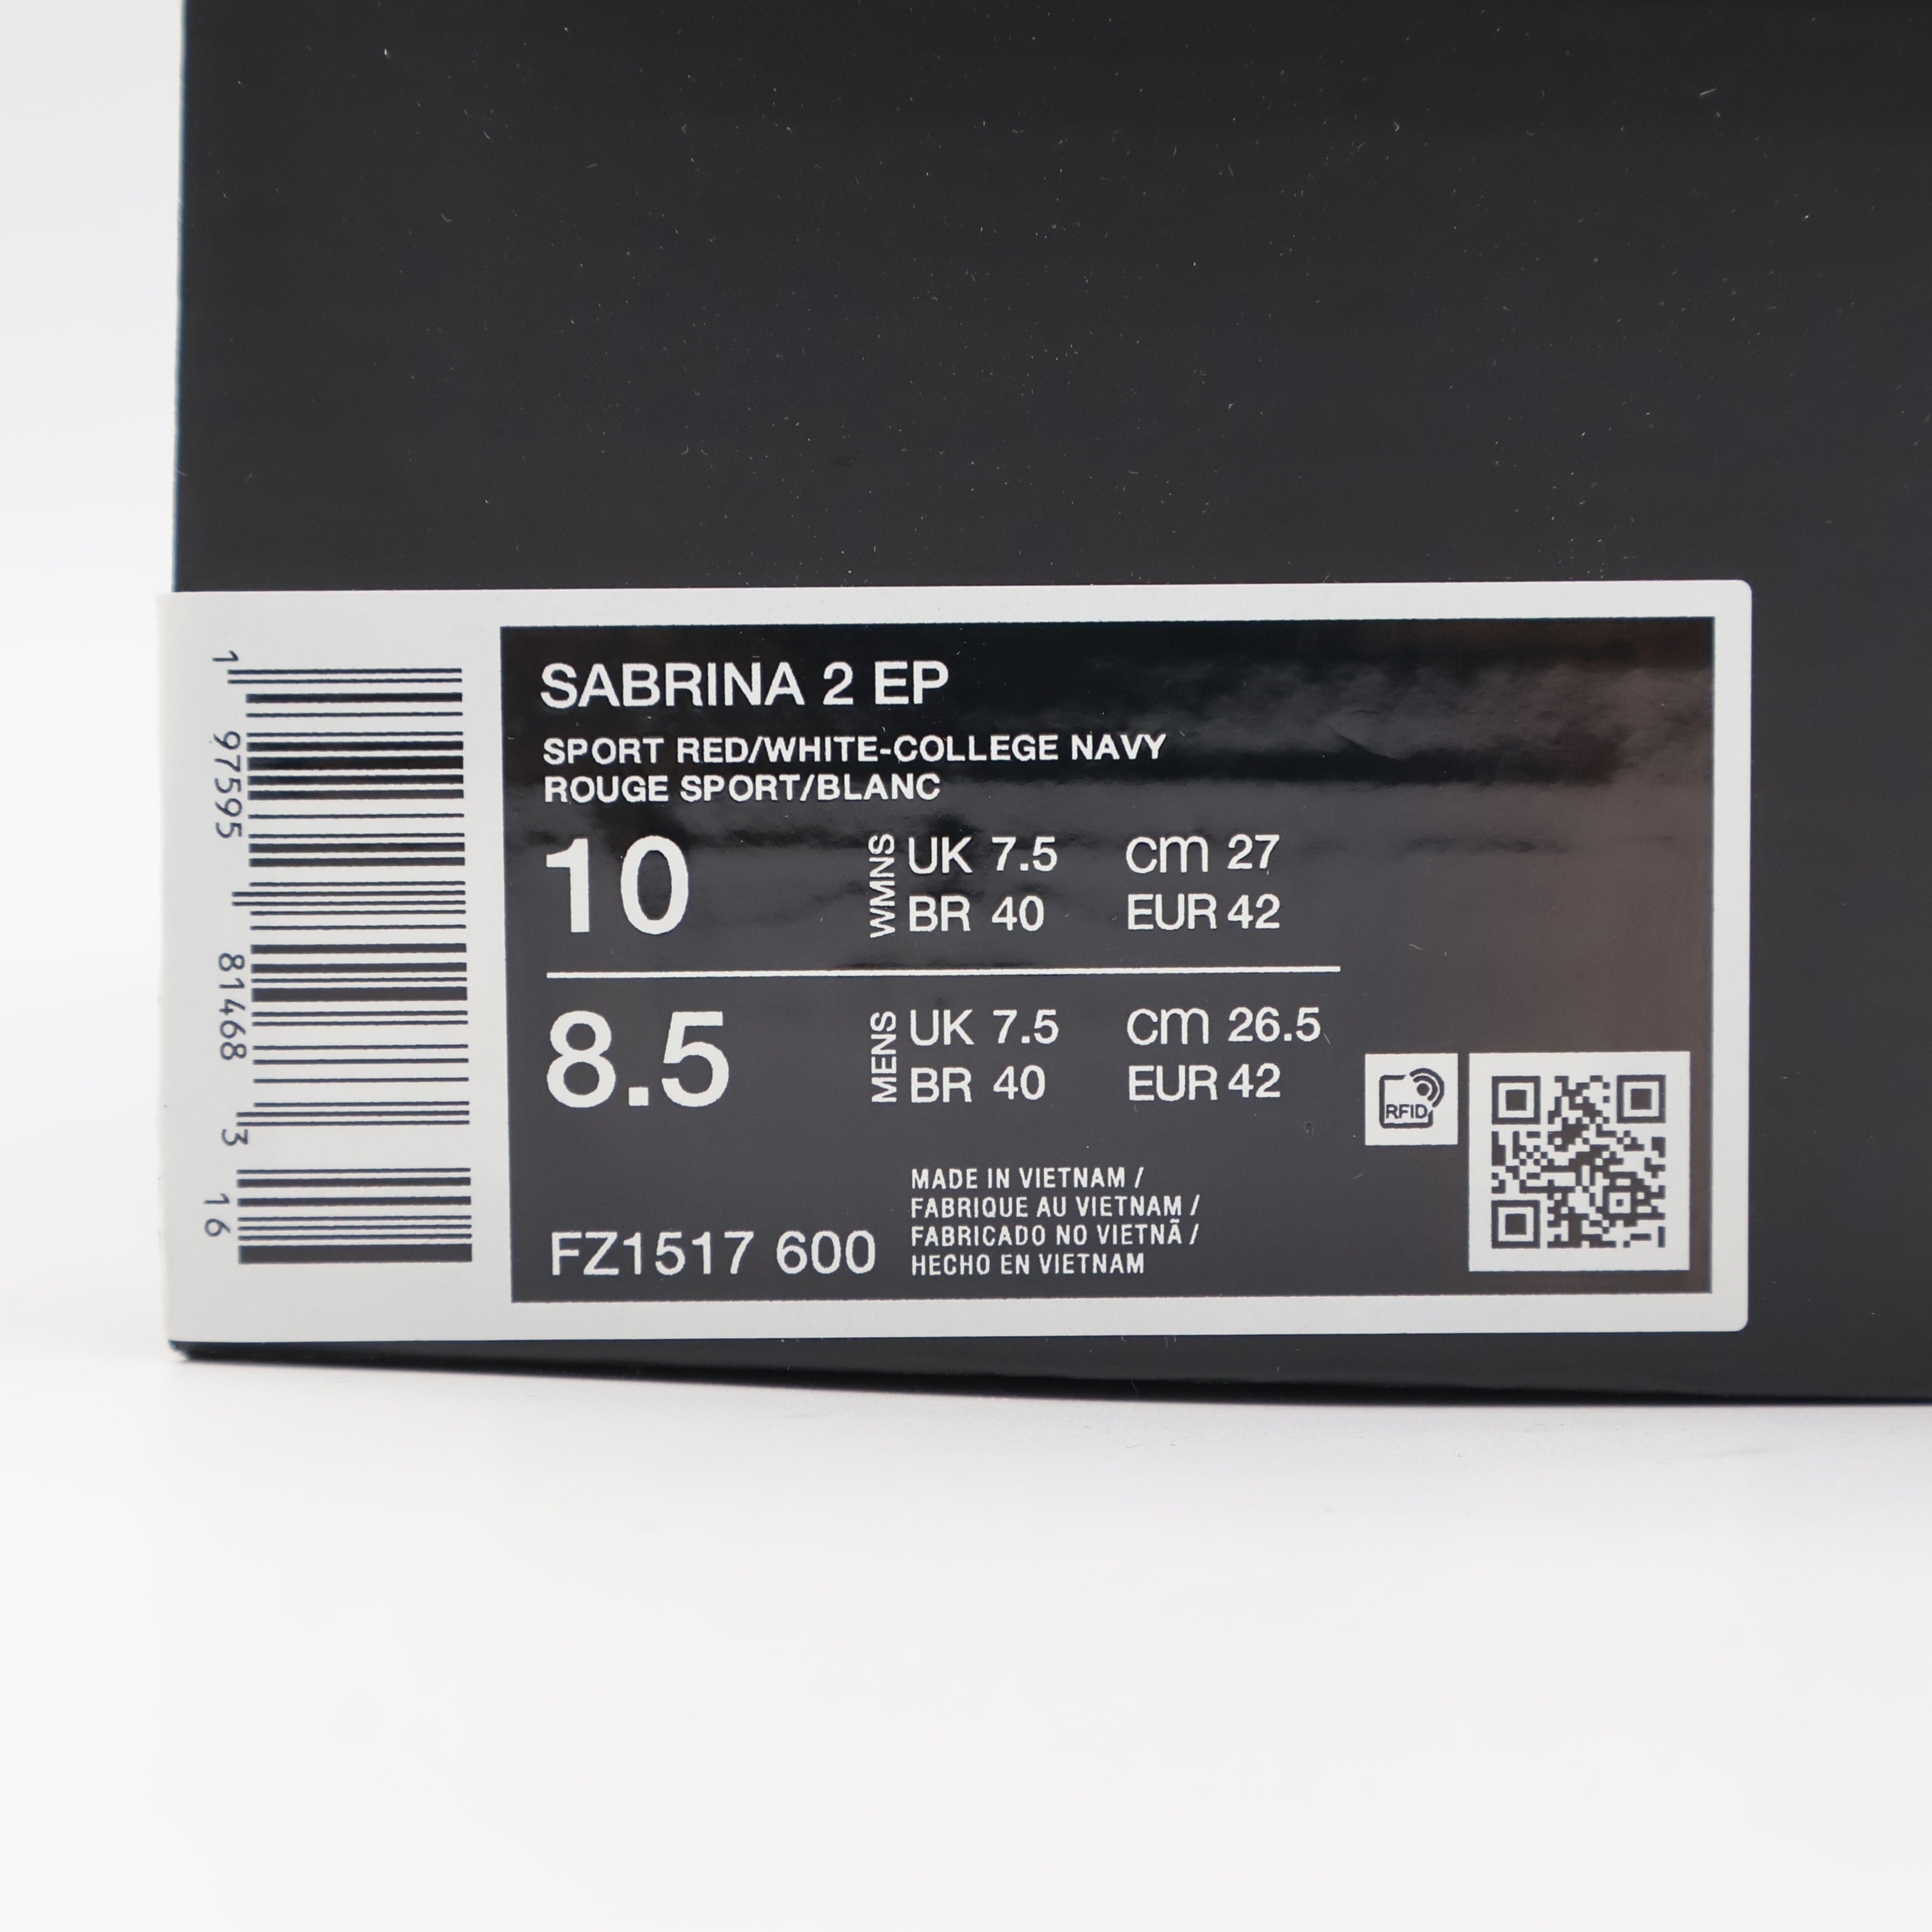 1 97595 81468 3 16
SABRINA 2 EP
SPORT RED/WHITE-COLLEGE NAVY
ROUGE SPORT/BLANC
10 WMNS UK 7.5 cm 27
BR 40 EUR 42
8.5 MENS UK 7.5 cm 26.5
BR 40 EUR 42
RFID
MADE IN VIETNAM /
FABRIQUE AU VIETNAM /
FABRICADO NO VIETNÃ /
HECHO EN VIETNAM
FZ1517 600